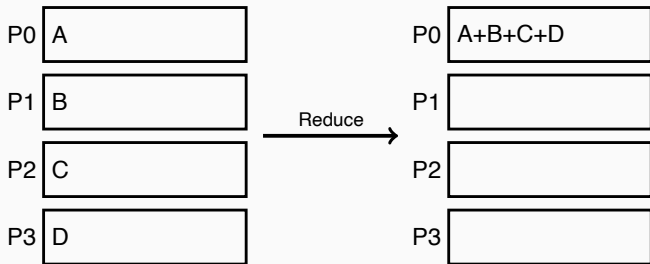 P0 A
P1 B
P2 C
P3 D
Reduce
P0 A+B+C+D
P1
P2
P3